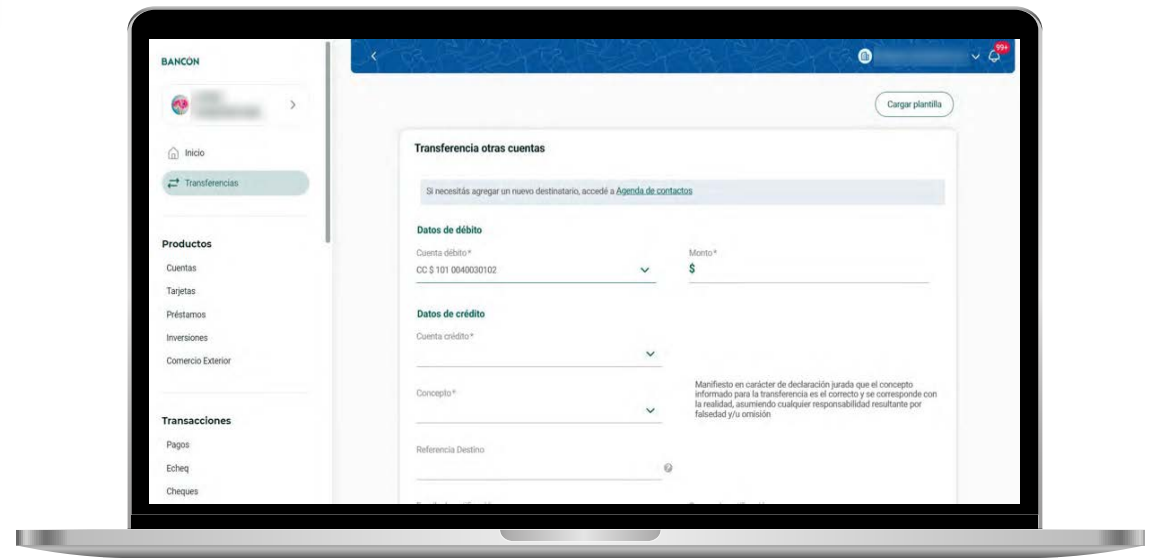 BANCÓN
99+
Cargar plantilla
Inicio
Transferencias
Productos
Cuentas
Tarjetas
Préstamos
Inversiones
Comercio Exterior
Transacciones
Pagos
Echeq
Cheques
Transferencia otras cuentas
Si necesitás agregar un nuevo destinatario, accedé a Agenda de contactos
Datos de débito
Cuenta débito*
CC $ 101 0040030102
Monto*
$
Datos de crédito
Cuenta crédito*
Concepto*
Manifiesto en carácter de declaración jurada que el concepto
informado para la transferencia es el correcto y se corresponde con
la realidad, asumiendo cualquier responsabilidad resultante por
falsedad y/u omisión
Referencia Destino